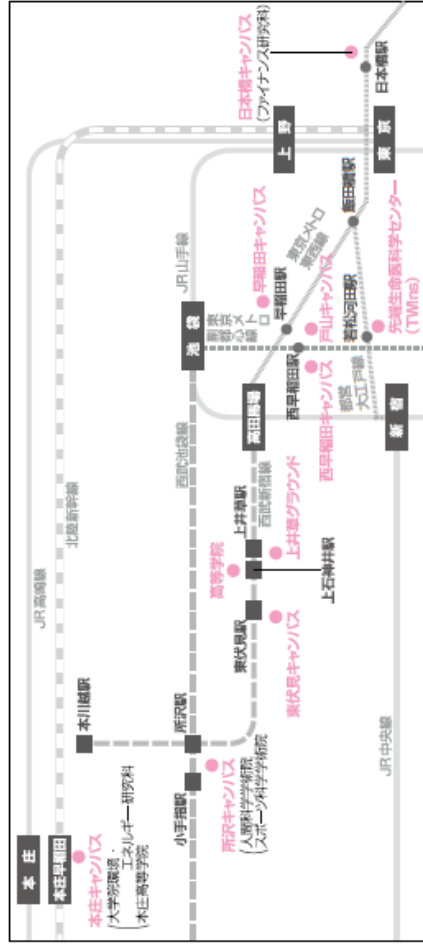 本庄
本庄早稲田
本庄キャンパス
(大学院環境・
エネルギー研究科
本庄高等学院
JR高崎線
北陸新幹線
本川越駅
所沢駅
小手指駅
所沢キャンパス
(人間科学学術院
スポーツ科学学術院)
西武池袋線
東伏見駅
東伏見キャンパス
高等学院
上井草駅
上井草グラウンド
上石神井駅
西武新宿線
JR中央線
池袋
JR山手線
東京メトロ
副都心線
高田馬場
早稲田キャンパス
早稲田駅
戸山キャンパス
西早稲田駅
西早稲田キャンパス
都営
大江戸線
新宿
若松河田駅
先端生命医科学センター
(TWIns)
東京メトロ
東西線
飯田橋駅
上野
東京
日本橋キャンパス
(ファイナンス研究科)
日本橋駅